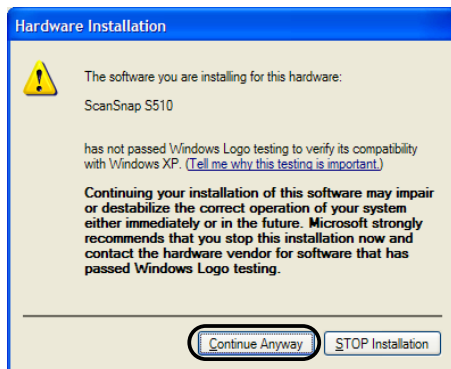 Hardware Installation
The software you are installing for this hardware:
ScanSnap S510
has not passed Windows Logo testing to verify its compatibility
with Windows XP. (Tell me why this testing is important.)
Continuing your installation of this software may impair
or destabilize the correct operation of your system
either immediately or in the future. Microsoft strongly
recommends that you stop this installation now and
contact the hardware vendor for software that has
passed Windows Logo testing.
Continue Anyway STOP Installation